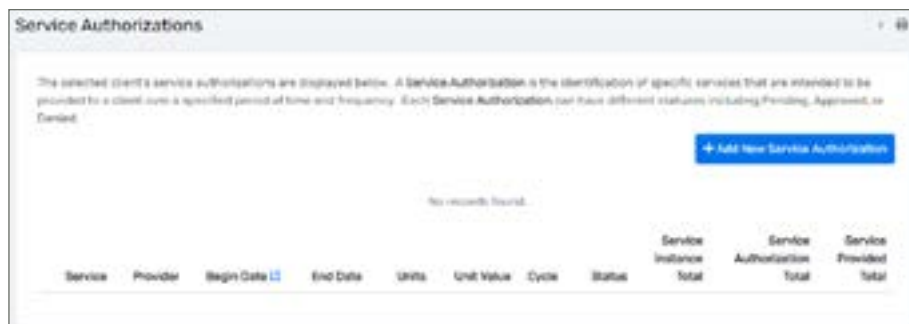 Service Authorizations
The selected client's service authorizations are displayed below. A Service Authorization is the identification of specific services that are intended to be
provided to a client over a specified period of time and frequency. Each Service Authorization can have different statuses including Pending, Approved, or
Denied.
+ Add New Service Authorization
No records found.
Service Provider Begin Date End Date Units Unit Value Cycle Status Service Instance Total Service Authorization Total Service Provided Total